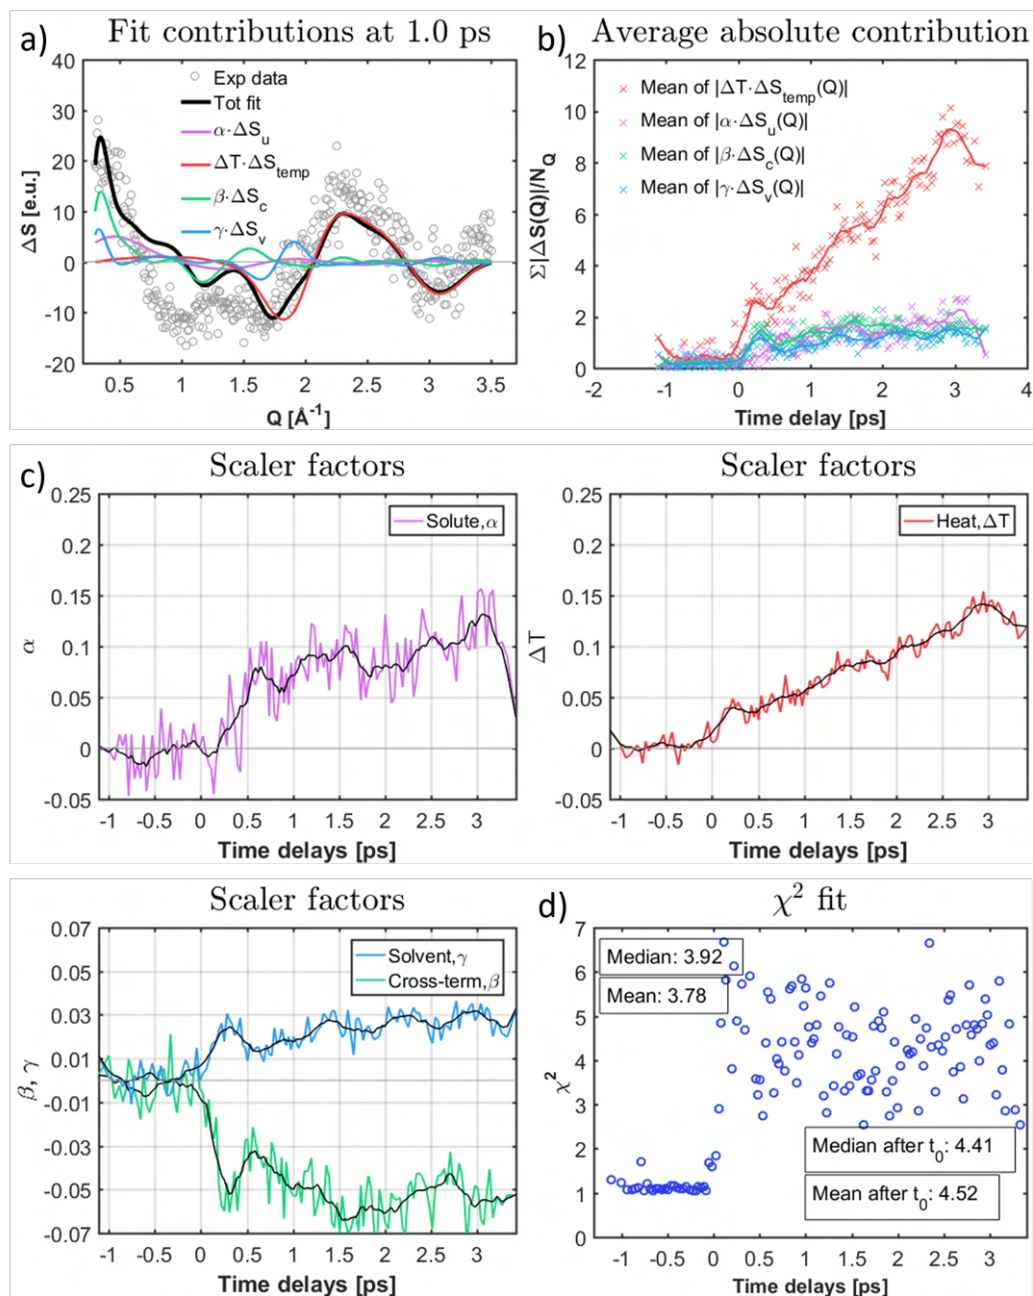 a) Fit contributions at 1.0 ps
40
30
20
10
0
-10
-20
ΔS [e.u.]
Exp data
Tot fit
α·ΔS_u
ΔT·ΔS_temp
β·ΔS_c
γ·ΔS_v
0.5 1 1.5 2 2.5 3 3.5
Q [Å⁻¹]
b) Average absolute contribution
12
10
8
6
4
2
0
Σ|ΔS(Q)|/N_Q
Mean of |ΔT·ΔS_temp(Q)|
Mean of |α·ΔS_u(Q)|
Mean of |β·ΔS_c(Q)|
Mean of |γ·ΔS_v(Q)|
-2 -1 0 1 2 3 4
Time delay [ps]
c) Scaler factors
0.25
0.2
0.15
0.1
0.05
0
-0.05
α
Solute,α
-1 -0.5 0 0.5 1 1.5 2 2.5 3
Time delays [ps]
Scaler factors
0.25
0.2
0.15
0.1
0.05
0
-0.05
ΔT
Heat,ΔT
-1 -0.5 0 0.5 1 1.5 2 2.5 3
Time delays [ps]
Scaler factors
0.07
0.05
0.03
0.01
-0.01
-0.03
-0.05
-0.07
β, γ
Solvent,γ
Cross-term,β
-1 -0.5 0 0.5 1 1.5 2 2.5 3
Time delays [ps]
d) χ² fit
7
6
5
4
3
2
1
0
χ²
Median: 3.92
Mean: 3.78
Median after t₀: 4.41
Mean after t₀: 4.52
-1 -0.5 0 0.5 1 1.5 2 2.5 3
Time delays [ps]